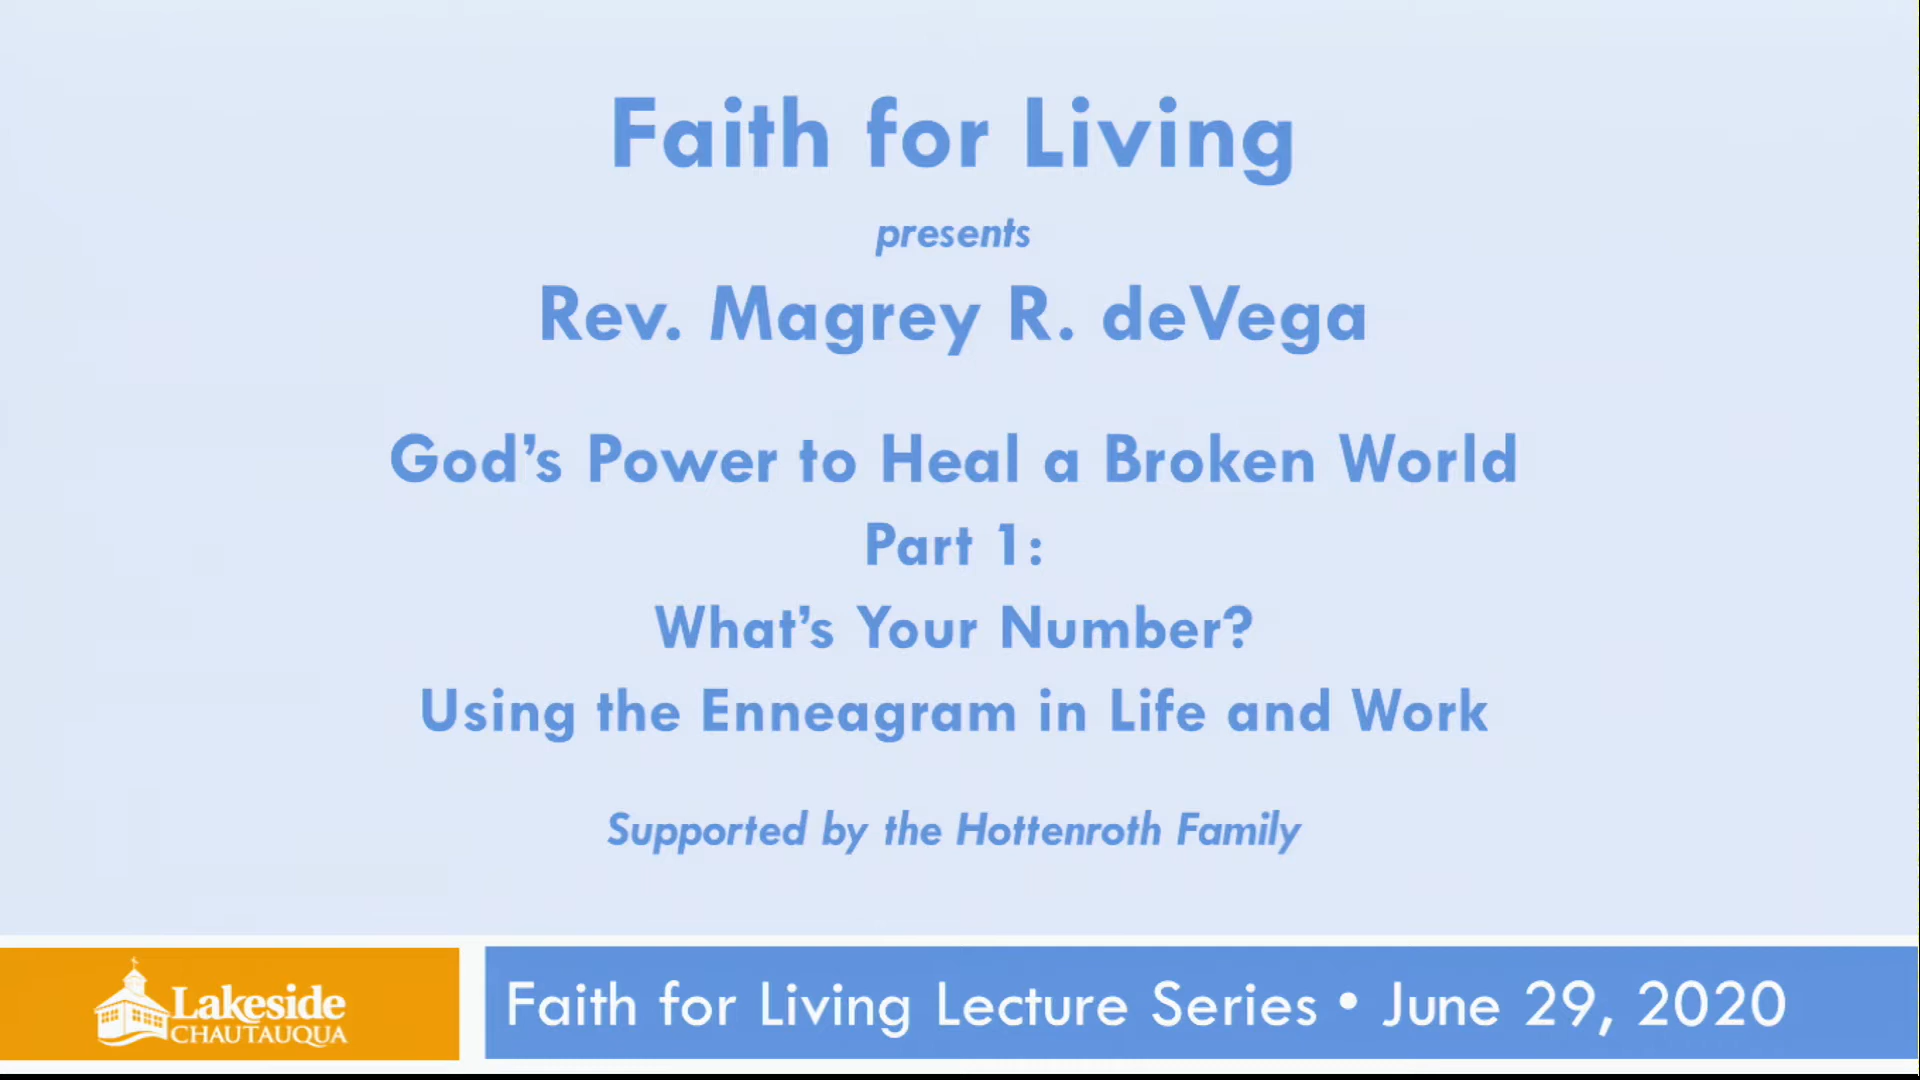 Faith for Living
presents
Rev. Magrey R. deVega
God’s Power to Heal a Broken World
Part 1:
What’s Your Number?
Using the Enneagram in Life and Work
Supported by the Hottenroth Family
Lakeside
CHAUTAUQUA
Faith for Living Lecture Series • June 29, 2020